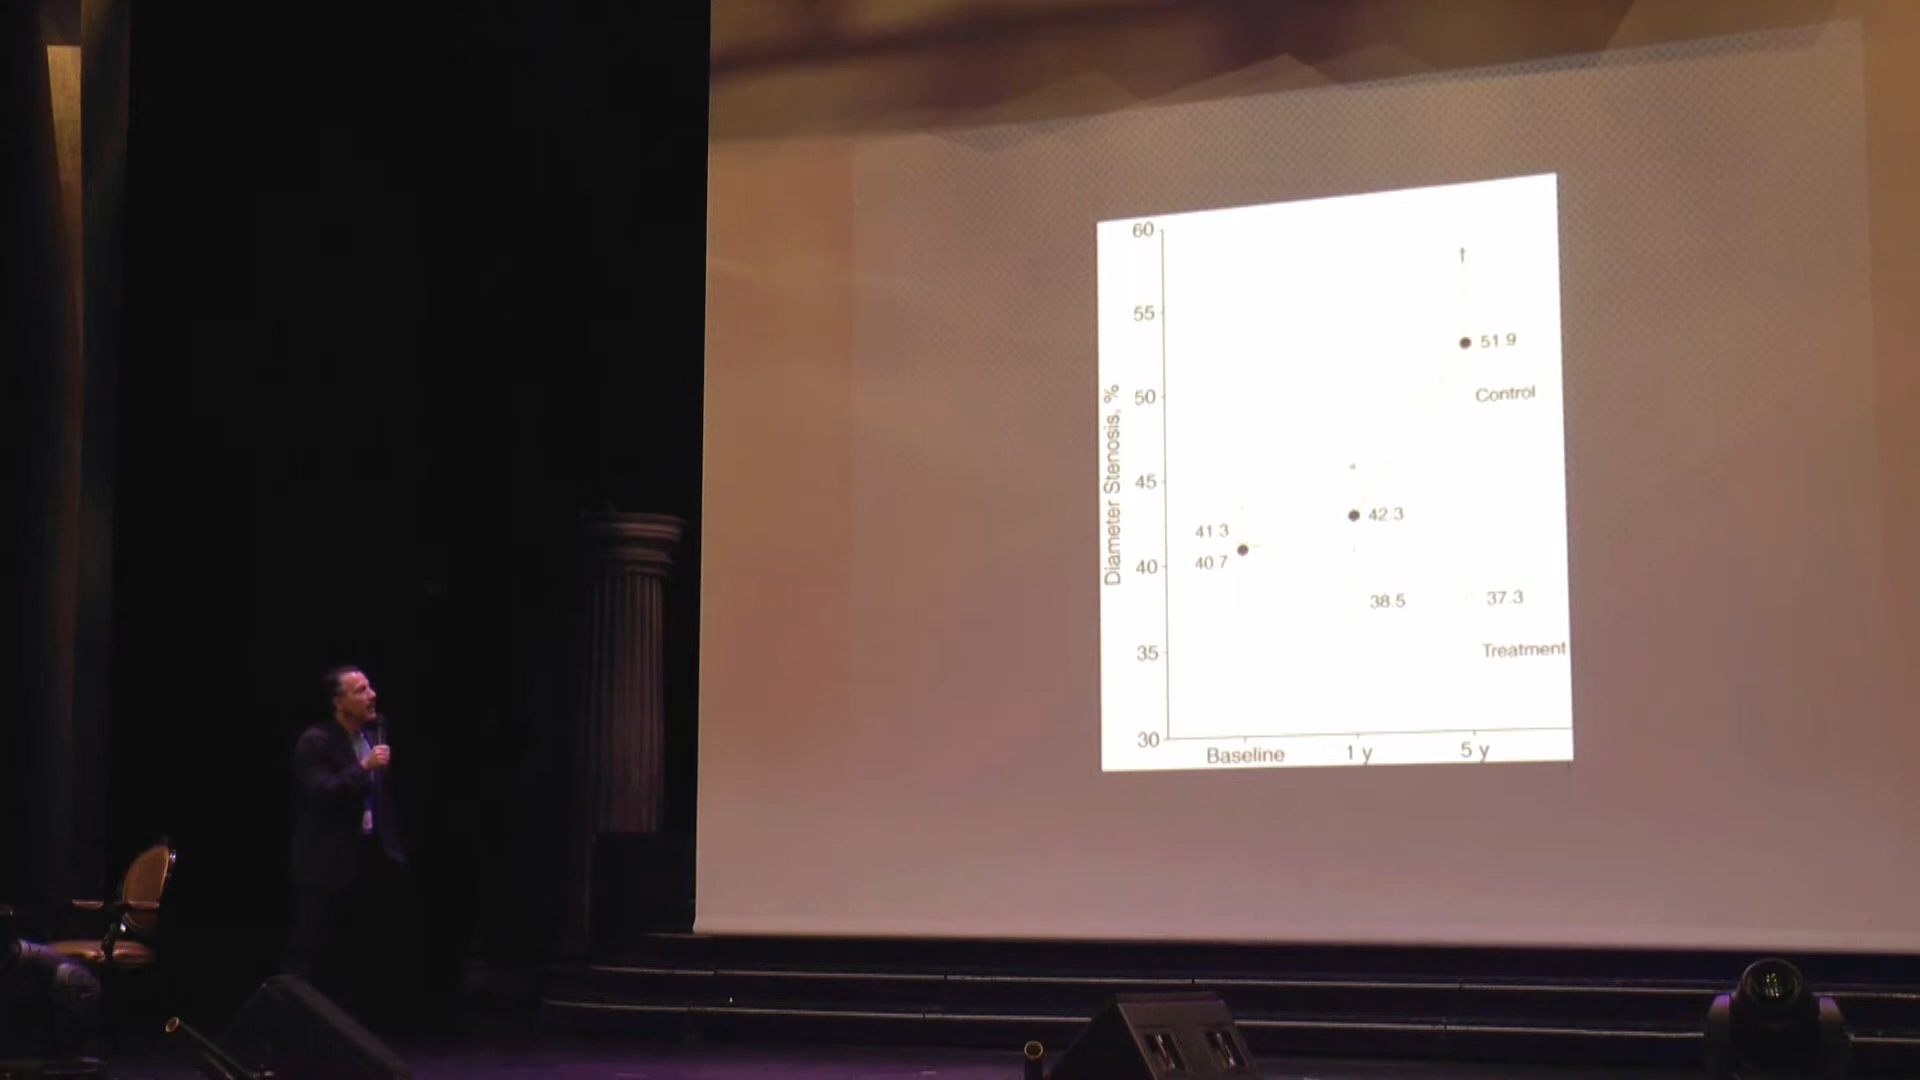 60
†
55
51.9
Diameter Stenosis, %
50
Control
45
41.3
42.3
40.7
40
38.5
37.3
35
Treatment
30
Baseline
1 y
5 y